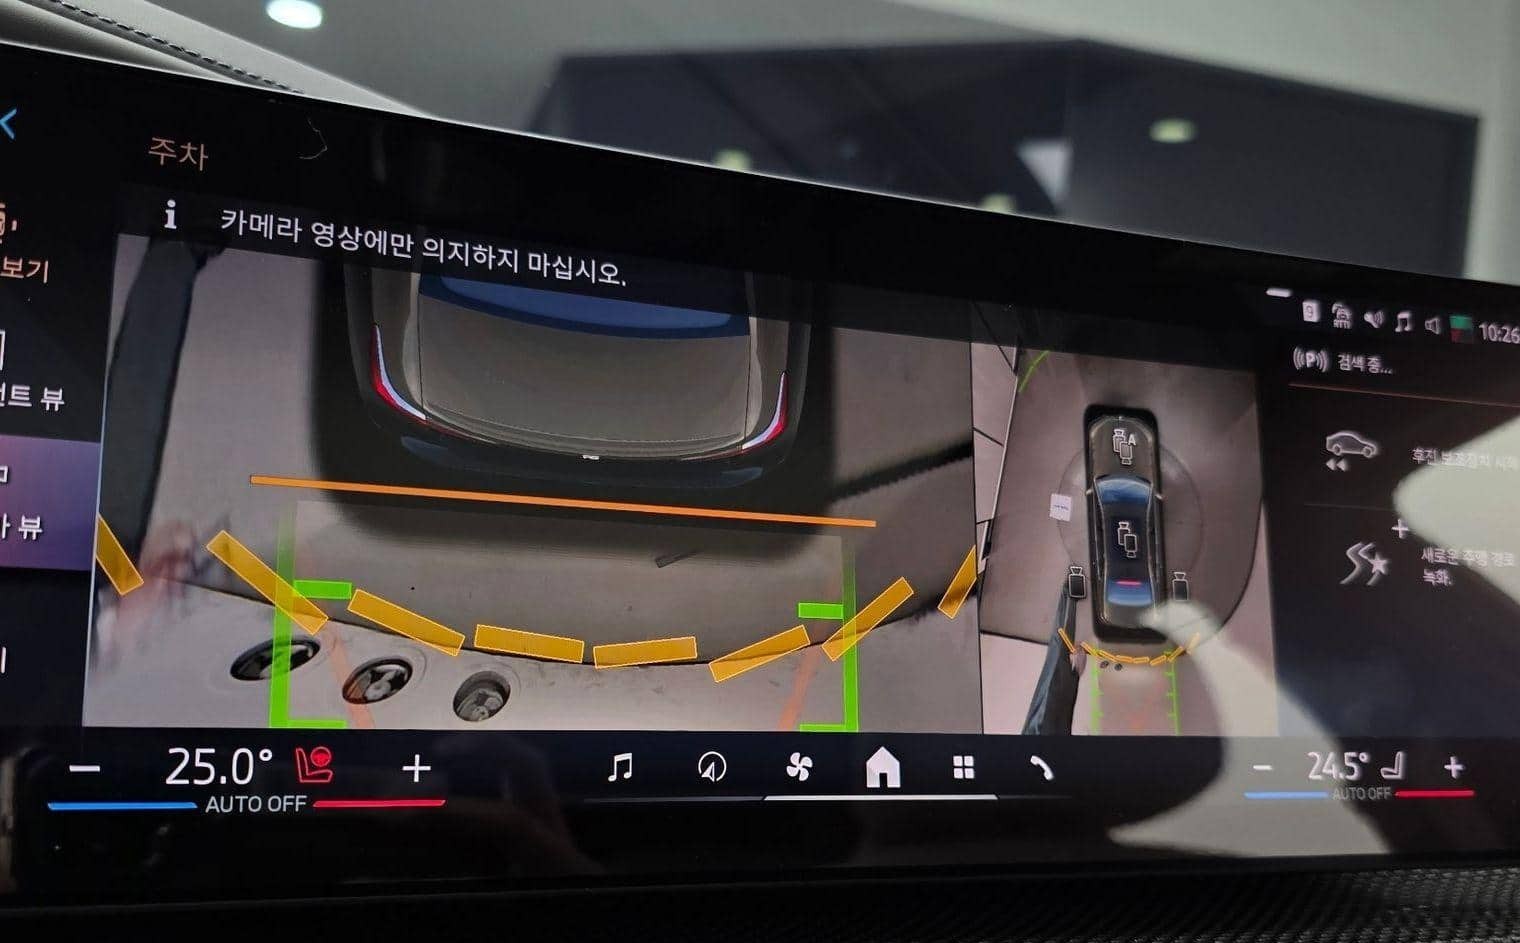 주차
카메라 영상에만 의지하지 마십시오.
보기
트 뷰
뷰
9
10:26
(P) 검색 중...
A
후진 보조장치 시작
새로운 주행 경로
녹화.
25.0°
AUTO OFF
24.5°
AUTO OFF